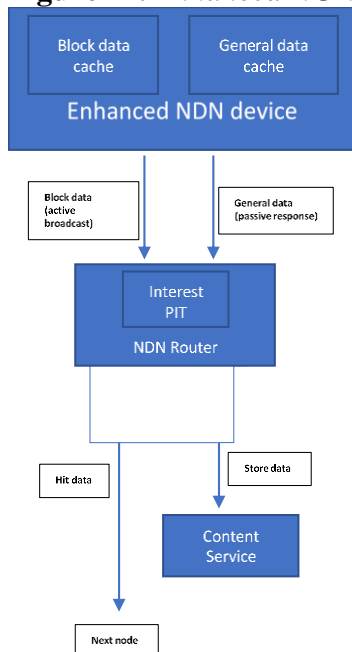 Block data
cache
General data
cache
Enhanced NDN device
Block data
(active
broadcast)
General data
(passive response)
Interest
PIT
NDN Router
Hit data
Store data
Content
Service
Next node